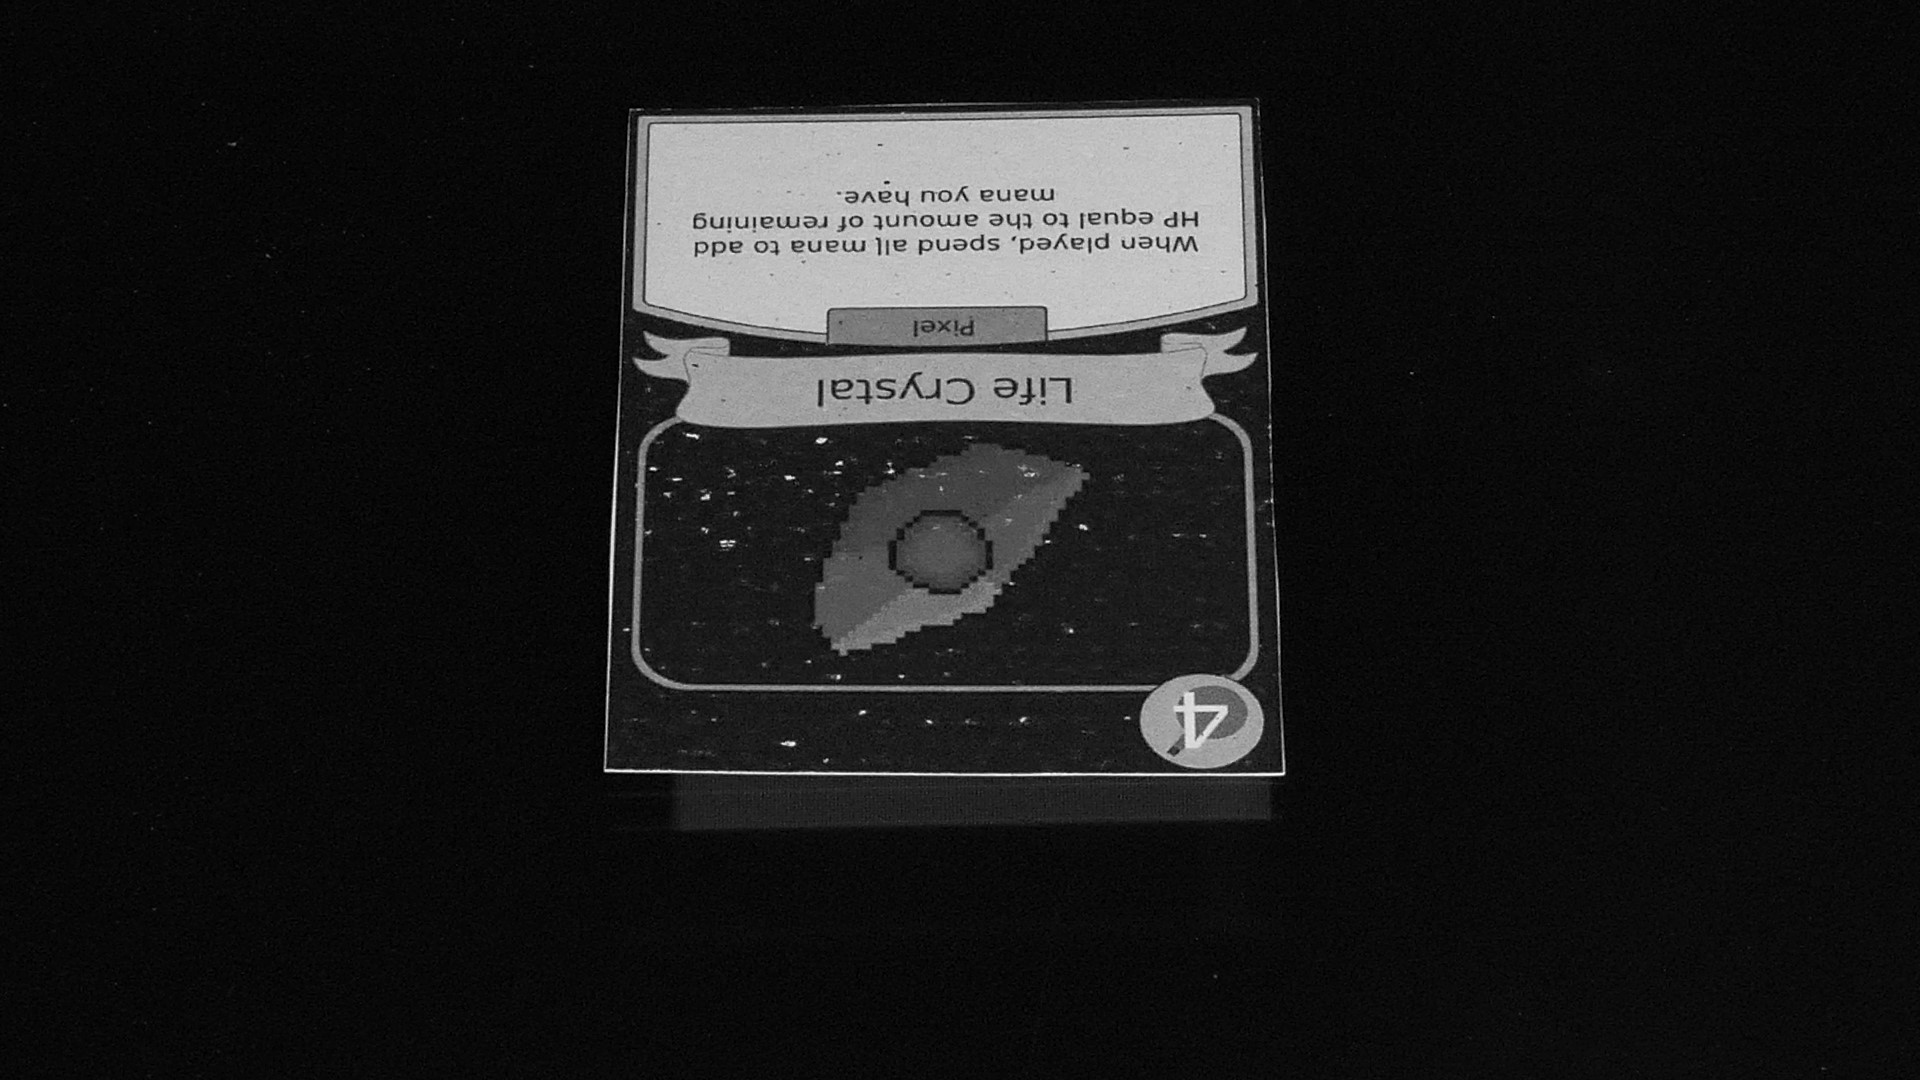 4
Life Crystal
Pixel
When played, spend all mana to add
HP equal to the amount of remaining
mana you have.